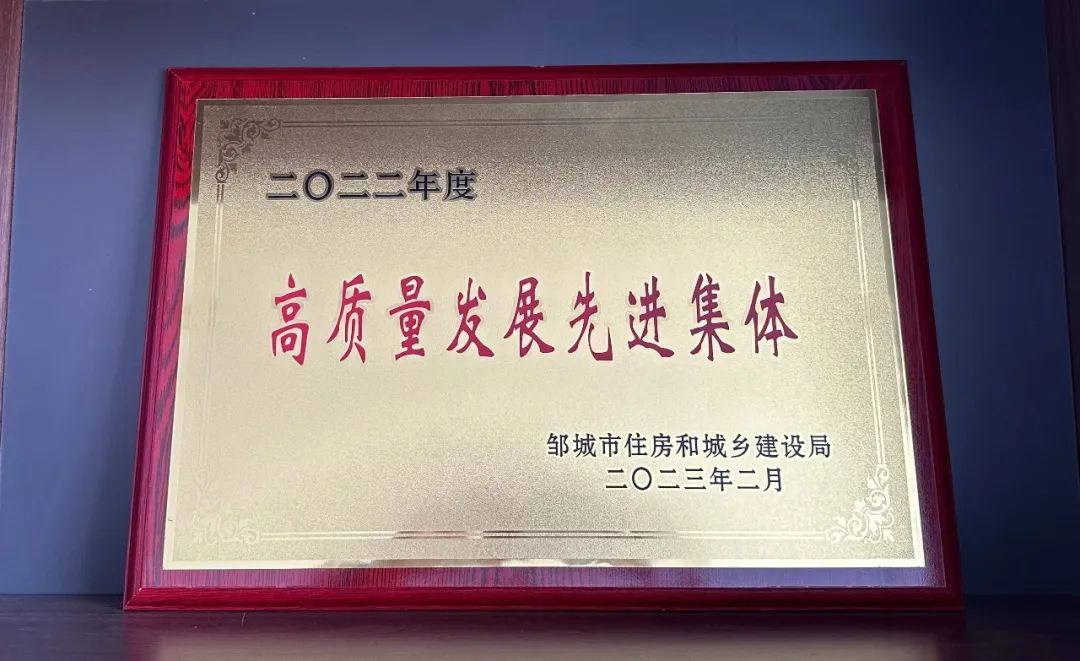 二〇二二年度
高质量发展先进集体
邹城市住房和城乡建设局
二〇二三年二月